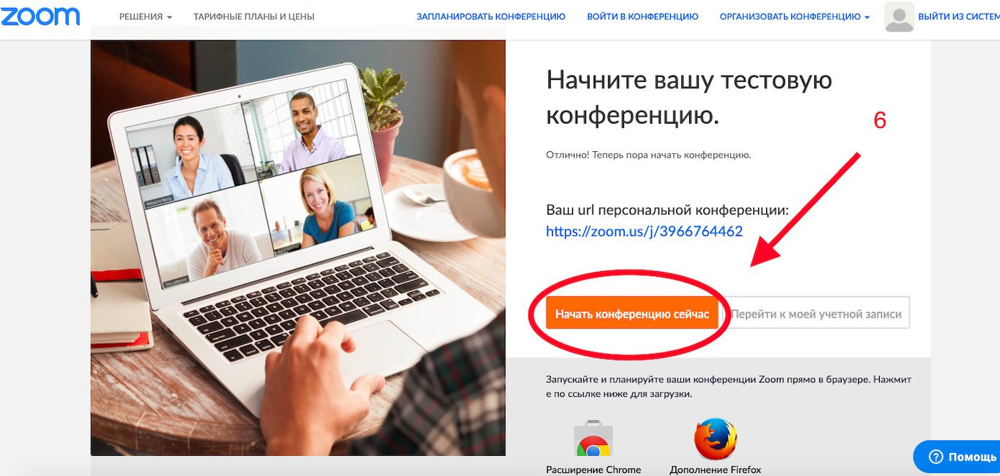 zoom
РЕШЕНИЯ
ТАРИФНЫЕ ПЛАНЫ И ЦЕНЫ
ЗАПЛАНИРОВАТЬ КОНФЕРЕНЦИЮ
ВОЙТИ В КОНФЕРЕНЦИЮ
ОРГАНИЗОВАТЬ КОНФЕРЕНЦИЮ
ВЫЙТИ ИЗ СИСТЕМ
Начните вашу тестовую
конференцию.
6
Отлично! Теперь пора начать конференцию.
Ваш url персональной конференции:
https://zoom.us/j/3966764462
Начать конференцию сейчас
Перейти к моей учетной записи
Запускайте и планируйте ваши конференции Zoom прямо в браузере. Нажмит
е по ссылке ниже для загрузки.
Расширение Chrome
Дополнение Firefox
? Помощь